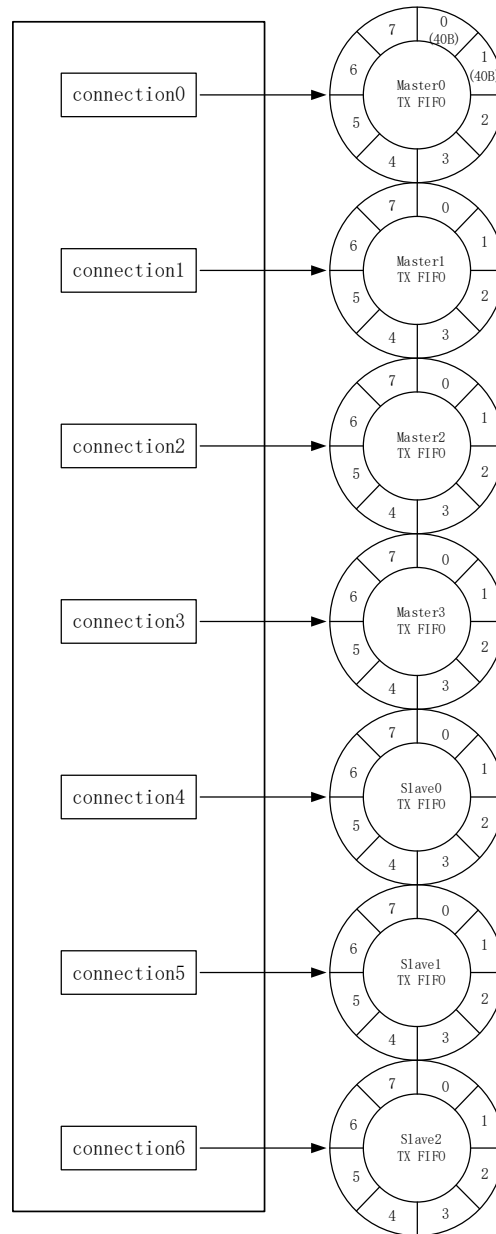 connection0
7
0
(40B)
1
(40B)
6
5
4
3
2
Master0
TX FIFO
connection1
7
0
1
6
5
4
3
2
Master1
TX FIFO
connection2
7
0
1
6
5
4
3
2
Master2
TX FIFO
connection3
7
0
1
6
5
4
3
2
Master3
TX FIFO
connection4
7
0
1
6
5
4
3
2
Slave0
TX FIFO
connection5
7
0
1
6
5
4
3
2
Slave1
TX FIFO
connection6
7
0
1
6
5
4
3
2
Slave2
TX FIFO